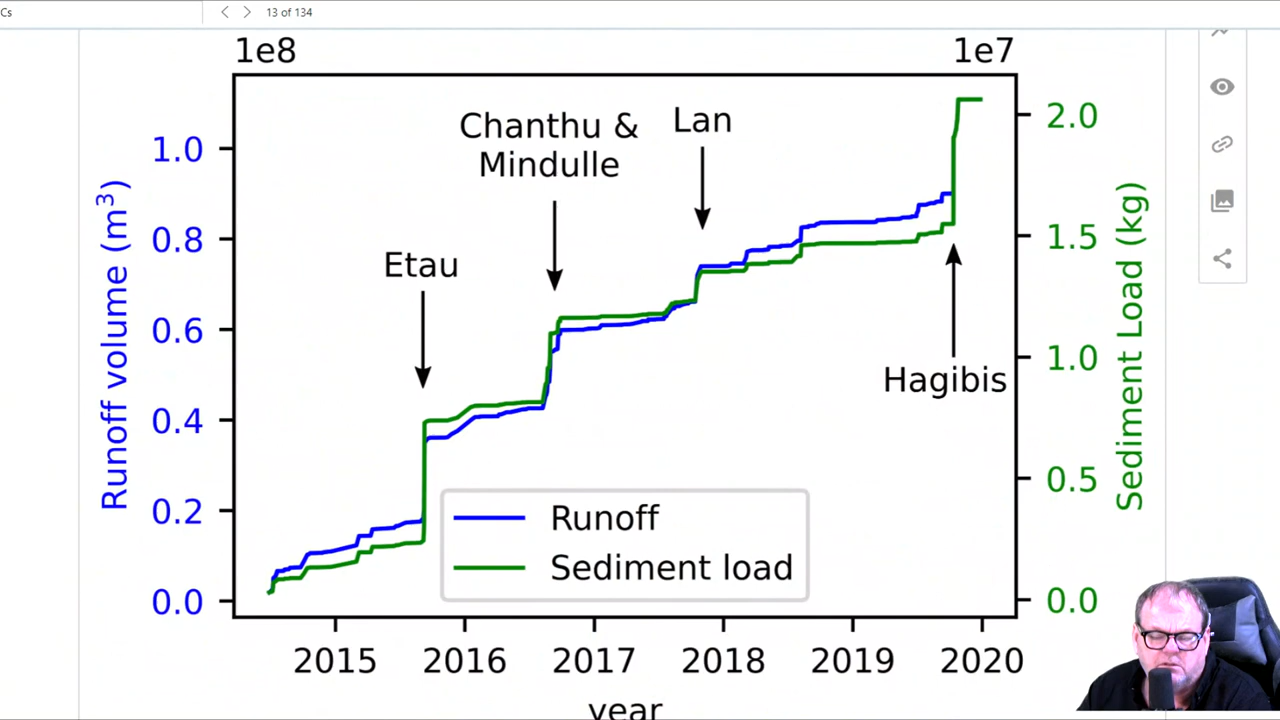 Cs
13 of 134
1e8
1e7
Chanthu &
Mindulle
Lan
Etau
Hagibis
Runoff volume (m³)
1.0
0.8
0.6
0.4
0.2
0.0
Sediment Load (kg)
2.0
1.5
1.0
0.5
0.0
Runoff
Sediment load
2015
2016
2017
2018
2019
2020
year